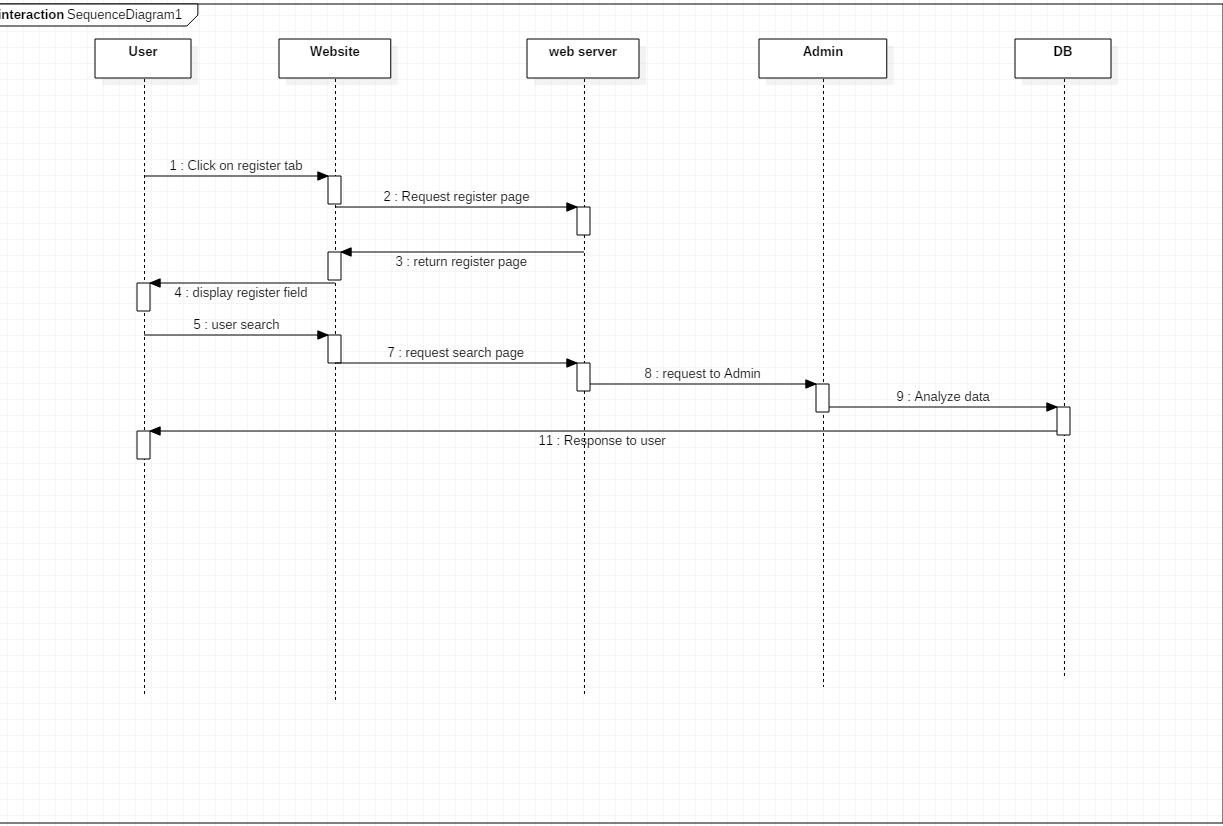 interaction SequenceDiagram1
User
Website
web server
Admin
DB
1 : Click on register tab
2 : Request register page
3 : return register page
4 : display register field
5 : user search
7 : request search page
8 : request to Admin
9 : Analyze data
11 : Response to user